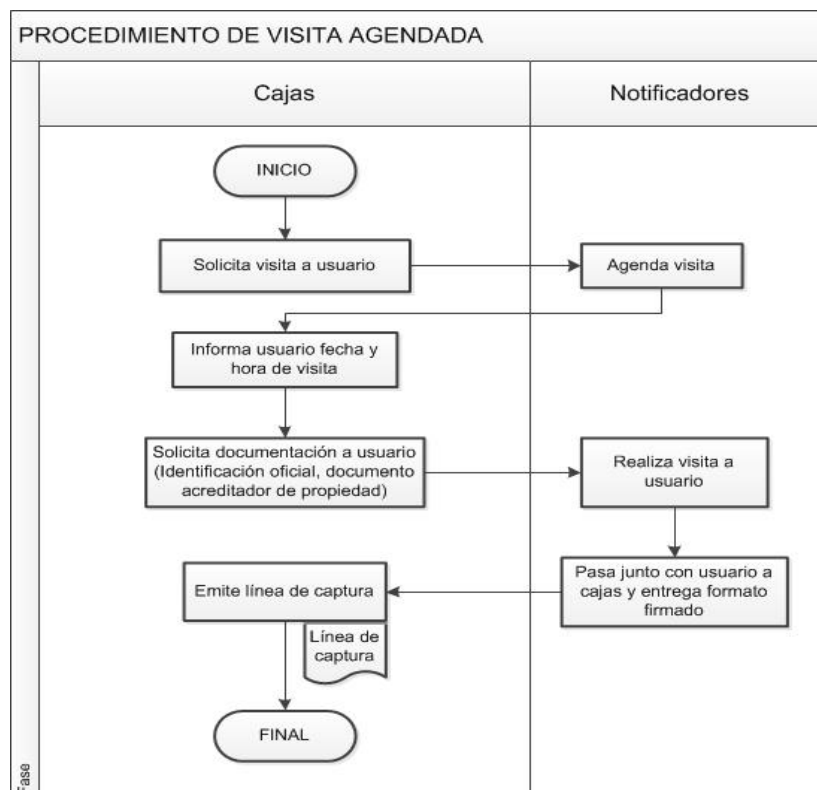 PROCEDIMIENTO DE VISITA AGENDADA
Cajas
Notificadores
INICIO
Solicita visita a usuario
Agenda visita
Informa usuario fecha y
hora de visita
Solicita documentación a usuario
(Identificación oficial, documento
acreditador de propiedad)
Realiza visita a
usuario
Pasa junto con usuario a
cajas y entrega formato
firmado
Emite línea de captura
Línea de
captura
FINAL
Fase